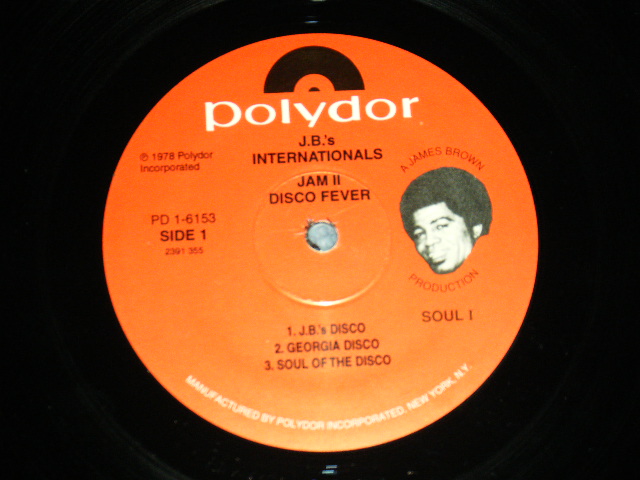 polydor
J.B.'s
INTERNATIONALS
JAM II
DISCO FEVER
℗ 1978 Polydor
Incorporated
PD 1-6153
SIDE 1
2391 355
A JAMES BROWN
PRODUCTION
SOUL I
1. J.B.'s DISCO
2. GEORGIA DISCO
3. SOUL OF THE DISCO
MANUFACTURED BY POLYDOR INCORPORATED, NEW YORK, N.Y.